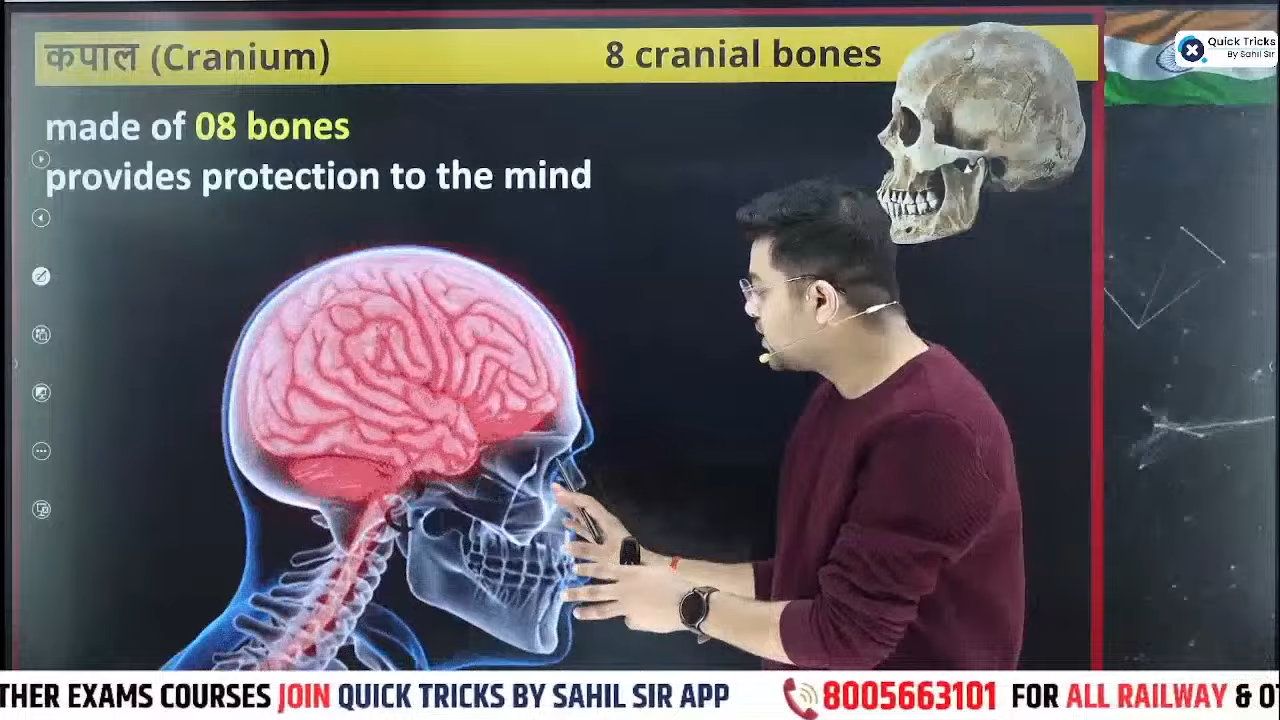 कपाल (Cranium) 8 cranial bones
Quick Tricks
By Sahil Sir
made of 08 bones
provides protection to the mind
THER EXAMS COURSES JOIN QUICK TRICKS BY SAHIL SIR APP 8005663101 FOR ALL RAILWAY & OT